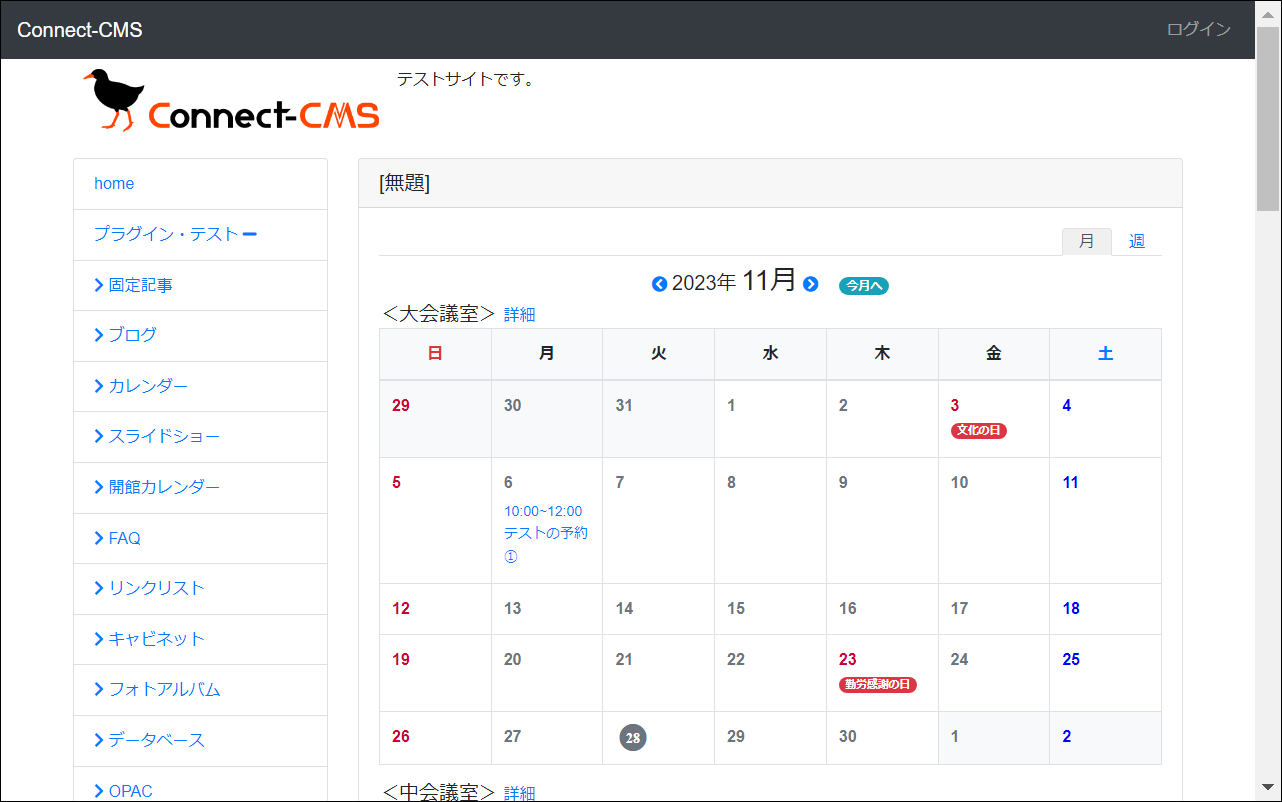 Connect-CMS
ログイン
Connect-CMS
テストサイトです。
home
プラグイン・テスト
固定記事
ブログ
カレンダー
スライドショー
開館カレンダー
FAQ
リンクリスト
キャビネット
フォトアルバム
データベース
OPAC
[無題]
月 週
2023年 11月 今月へ
＜大会議室＞ 詳細
日 月 火 水 木 金 土
29 30 31 1 2 3 4
文化の日
5 6 7 8 9 10 11
10:00~12:00
テストの予約
①
12 13 14 15 16 17 18
19 20 21 22 23 24 25
勤労感謝の日
26 27 28 29 30 1 2
＜中会議室＞ 詳細